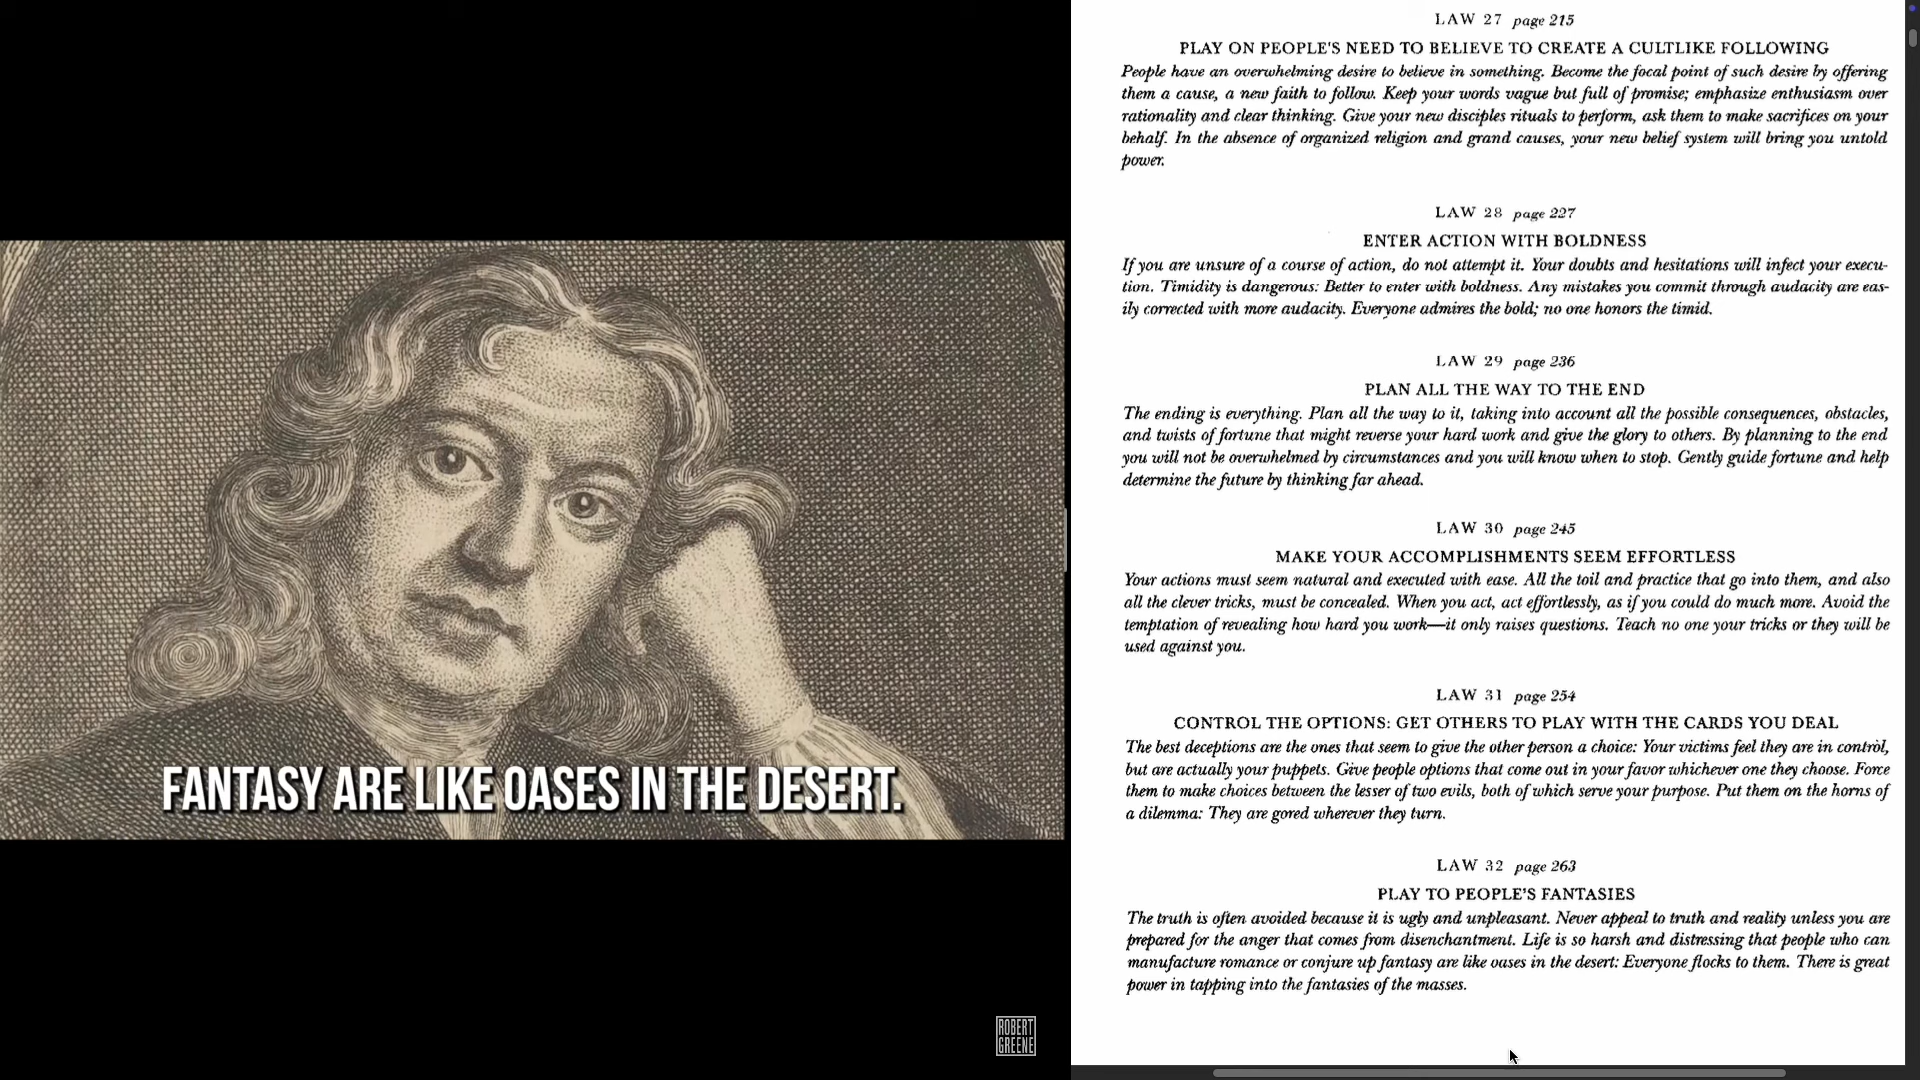 FANTASY ARE LIKE OASES IN THE DESERT.
ROBERT
GREENE
LAW 27 page 215
PLAY ON PEOPLE'S NEED TO BELIEVE TO CREATE A CULTLIKE FOLLOWING
People have an overwhelming desire to believe in something. Become the focal point of such desire by offering
them a cause, a new faith to follow. Keep your words vague but full of promise; emphasize enthusiasm over
rationality and clear thinking. Give your new disciples rituals to perform, ask them to make sacrifices on your
behalf. In the absence of organized religion and grand causes, your new belief system will bring you untold
power.
LAW 28 page 227
ENTER ACTION WITH BOLDNESS
If you are unsure of a course of action, do not attempt it. Your doubts and hesitations will infect your execu-
tion. Timidity is dangerous: Better to enter with boldness. Any mistakes you commit through audacity are eas-
ily corrected with more audacity. Everyone admires the bold; no one honors the timid.
LAW 29 page 236
PLAN ALL THE WAY TO THE END
The ending is everything. Plan all the way to it, taking into account all the possible consequences, obstacles,
and twists of fortune that might reverse your hard work and give the glory to others. By planning to the end
you will not be overwhelmed by circumstances and you will know when to stop. Gently guide fortune and help
determine the future by thinking far ahead.
LAW 30 page 245
MAKE YOUR ACCOMPLISHMENTS SEEM EFFORTLESS
Your actions must seem natural and executed with ease. All the toil and practice that go into them, and also
all the clever tricks, must be concealed. When you act, act effortlessly, as if you could do much more. Avoid the
temptation of revealing how hard you work—it only raises questions. Teach no one your tricks or they will be
used against you.
LAW 31 page 254
CONTROL THE OPTIONS: GET OTHERS TO PLAY WITH THE CARDS YOU DEAL
The best deceptions are the ones that seem to give the other person a choice: Your victims feel they are in control,
but are actually your puppets. Give people options that come out in your favor whichever one they choose. Force
them to make choices between the lesser of two evils, both of which serve your purpose. Put them on the horns of
a dilemma: They are gored wherever they turn.
LAW 32 page 263
PLAY TO PEOPLE'S FANTASIES
The truth is often avoided because it is ugly and unpleasant. Never appeal to truth and reality unless you are
prepared for the anger that comes from disenchantment. Life is so harsh and distressing that people who can
manufacture romance or conjure up fantasy are like oases in the desert: Everyone flocks to them. There is great
power in tapping into the fantasies of the masses.